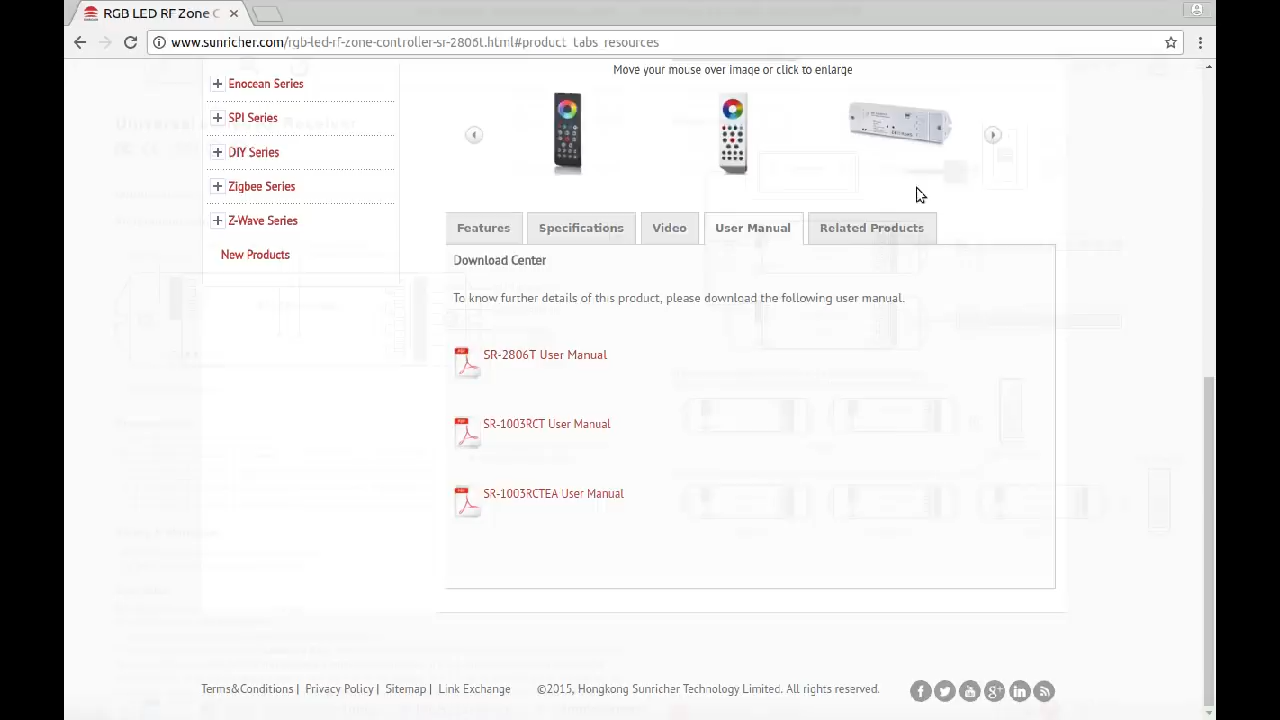 RGB LED RF Zone C
www.sunricher.com/rgb-led-rf-zone-controller-sr-2806t.html#product_tabs_resources
Move your mouse over image or click to enlarge
Enocean Series
SPI Series
DIY Series
Zigbee Series
Z-Wave Series
New Products
Features
Specifications
Video
User Manual
Related Products
Download Center
To know further details of this product, please download the following user manual.
SR-2806T User Manual
SR-1003RCT User Manual
SR-1003RCTEA User Manual
Terms&Conditions | Privacy Policy | Sitemap | Link Exchange
©2015, Hongkong Sunricher Technology Limited. All rights reserved.